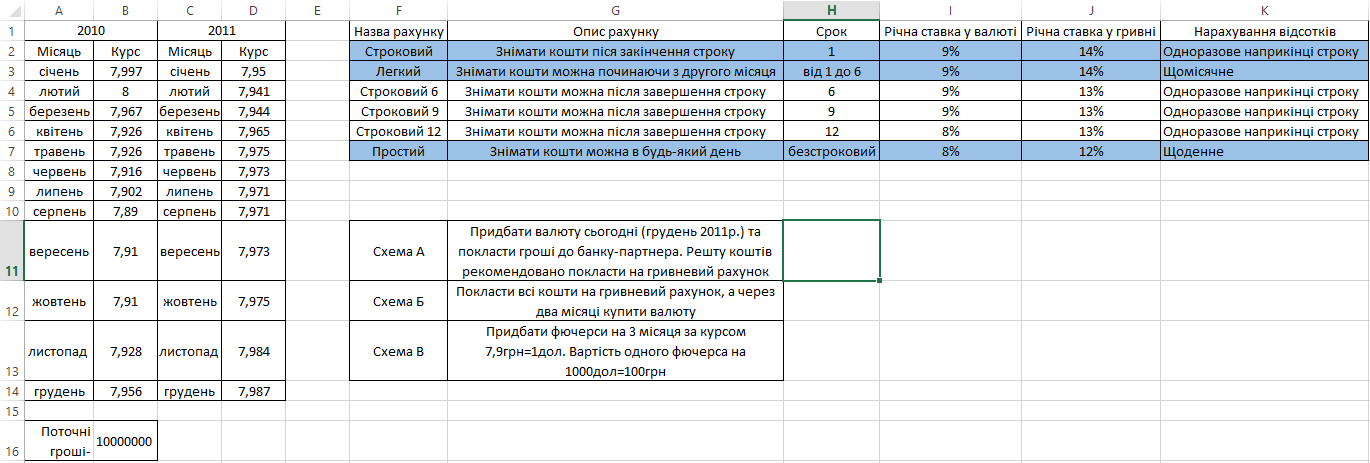 A B C D E F G H I J K
1 2010 2011 Назва рахунку Опис рахунку Срок Річна ставка у валюті Річна ставка у гривні Нарахування відсотків
2 Місяць Курс Місяць Курс Строковий Знімати кошти піся закінчення строку 1 9% 14% Одноразове наприкінці строку
3 січень 7,997 січень 7,95 Легкий Знімати кошти можна починаючи з другого місяця від 1 до 6 9% 14% Щомісячне
4 лютий 8 лютий 7,941 Строковий 6 Знімати кошти можна після завершення строку 6 9% 13% Одноразове наприкінці строку
5 березень 7,967 березень 7,944 Строковий 9 Знімати кошти можна після завершення строку 9 9% 13% Одноразове наприкінці строку
6 квітень 7,926 квітень 7,965 Строковий 12 Знімати кошти можна після завершення строку 12 8% 13% Одноразове наприкінці строку
7 травень 7,926 травень 7,975 Простий Знімати кошти можна в будь-який день безстроковий 8% 12% Щоденне
8 червень 7,916 червень 7,973
9 липень 7,902 липень 7,971
10 серпень 7,89 серпень 7,971
Придбати валюту сьогодні (грудень 2011р.) та
вересень 7,91 вересень 7,973 Схема А покласти гроші до банку-партнера. Решту коштів
11 рекомендовано покласти на гривневий рахунок
Покласти всі кошти на гривневий рахунок, а через
12 жовтень 7,91 жовтень 7,975 Схема Б два місяці купити валюту
Придбати фючерси на 3 місяця за курсом
листопад 7,928 листопад 7,984 Схема В 7,9грн=1дол. Вартість одного фючерса на
13 1000дол=100грн
14 грудень 7,956 грудень 7,987
15
Поточні 10000000
16 гроші-